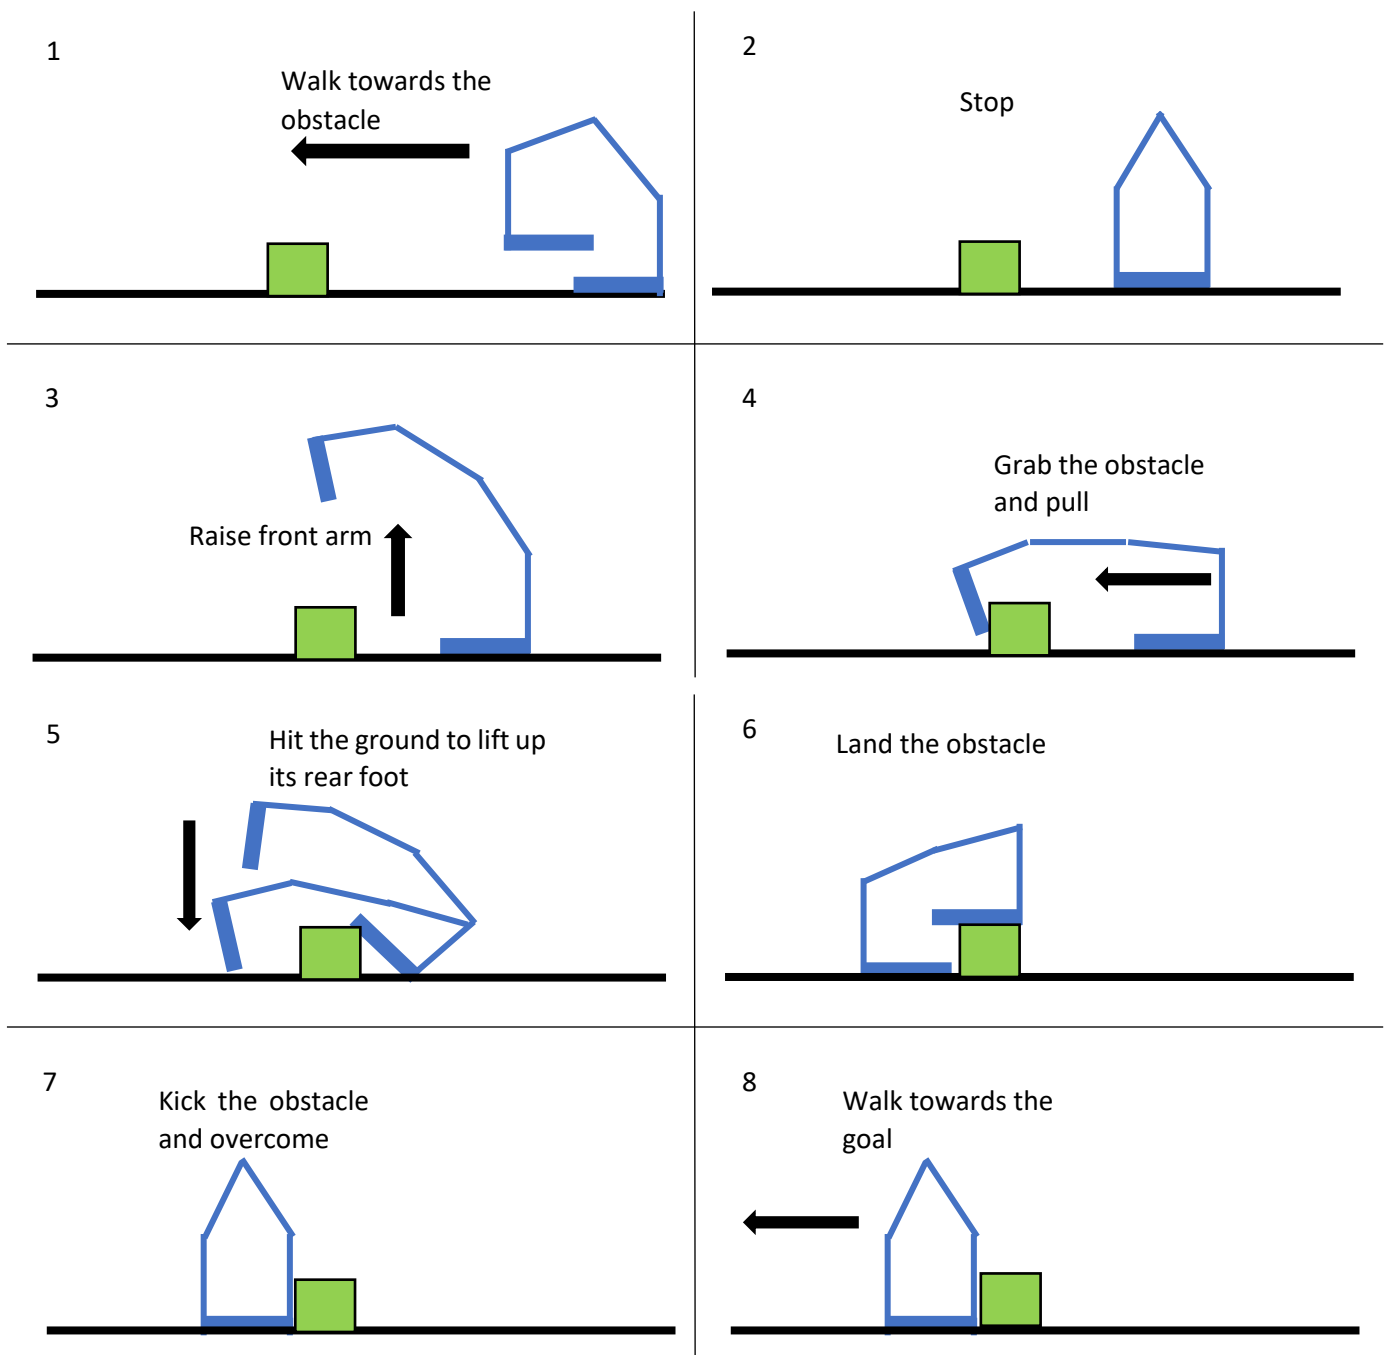 1
Walk towards the
obstacle
2
Stop
3
Raise front arm
4
Grab the obstacle
and pull
5
Hit the ground to lift up
its rear foot
6
Land the obstacle
7
Kick the obstacle
and overcome
8
Walk towards the
goal